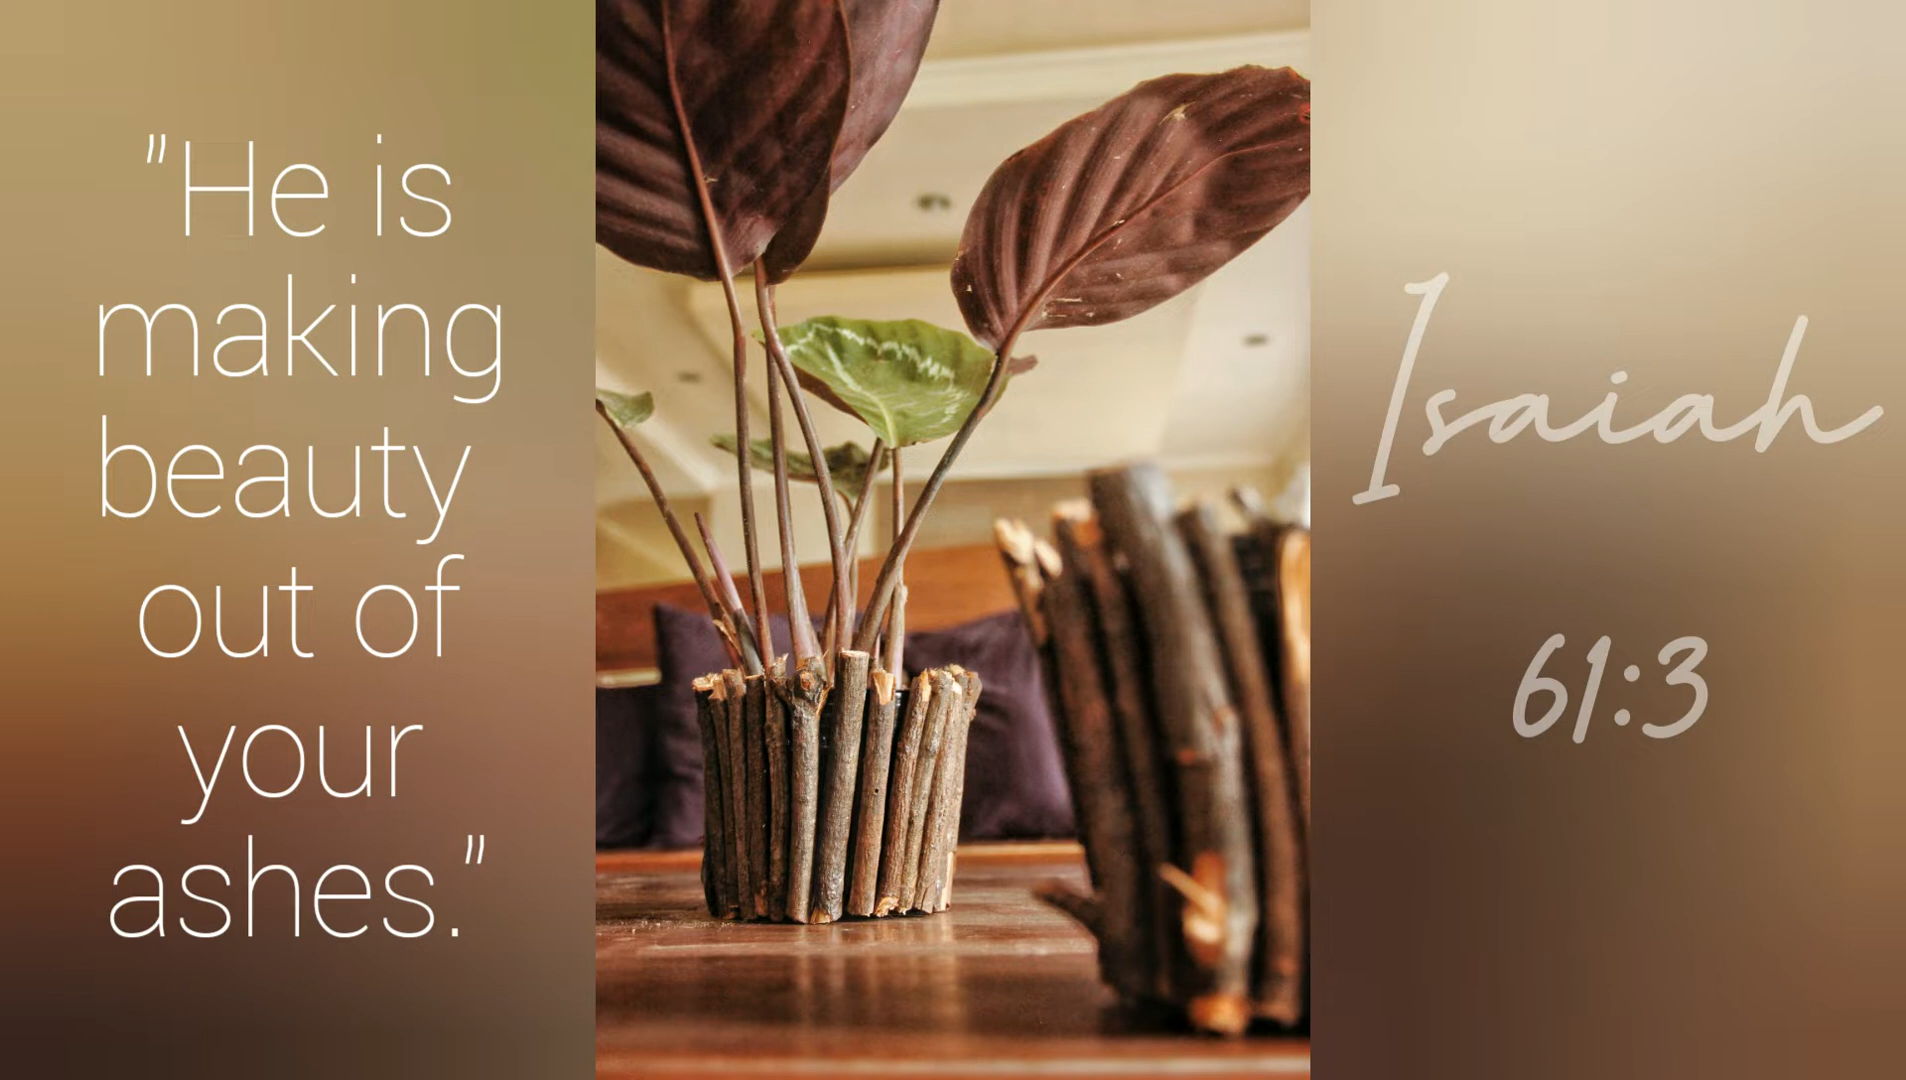 "He is
making
beauty
out of
your
ashes."
Isaiah
61:3